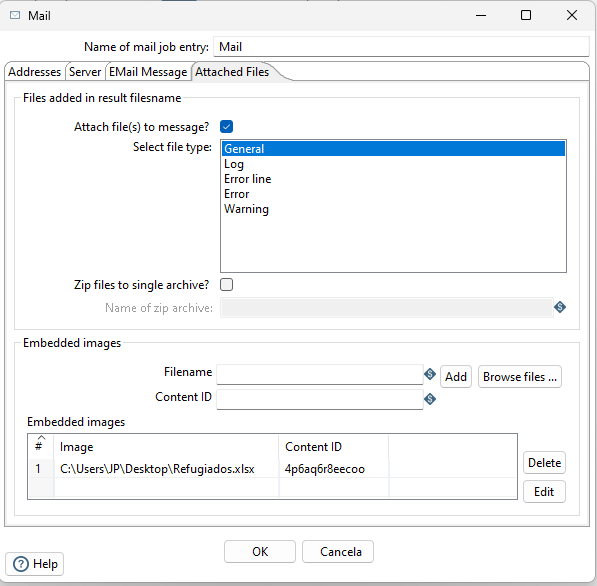 Mail
Name of mail job entry: Mail
Addresses Server EMail Message Attached Files
Files added in result filesname
Attach file(s) to message?
Select file type: General
Log
Error line
Error
Warning
Zip files to single archive?
Name of zip archive:
Embedded images
Filename Add Browse files ...
Content ID
Embedded images
# Image Content ID
1 C:\Users\JP\Desktop\Refugiados.xlsx 4p6aq6r8eecoo
Delete
Edit
OK Cancela
Help